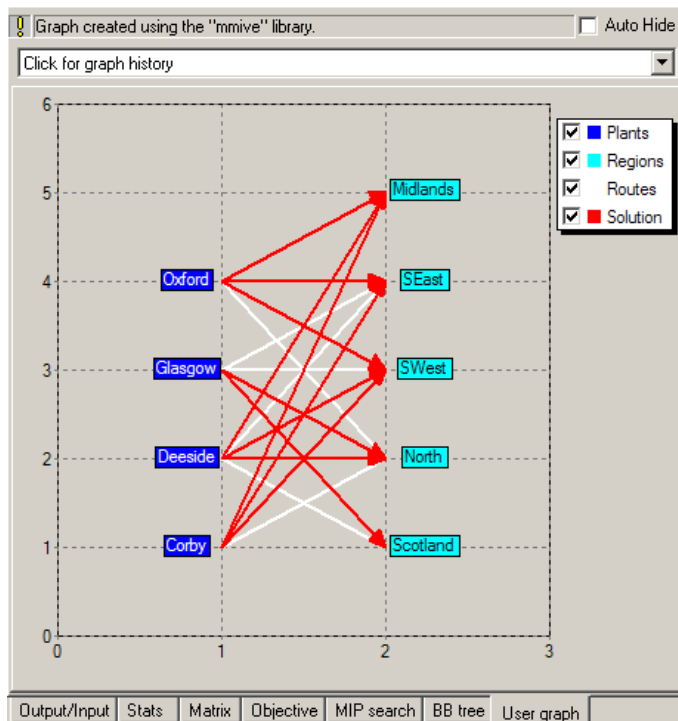 Graph created using the "mmive" library.
Auto Hide
Click for graph history
6
Plants
Regions
Routes
Solution
5
Midlands
4
Oxford
SEast
3
Glasgow
SWest
2
Deeside
North
1
Corby
Scotland
0
0 1 2 3
Output/Input Stats Matrix Objective MIP search BB tree User graph